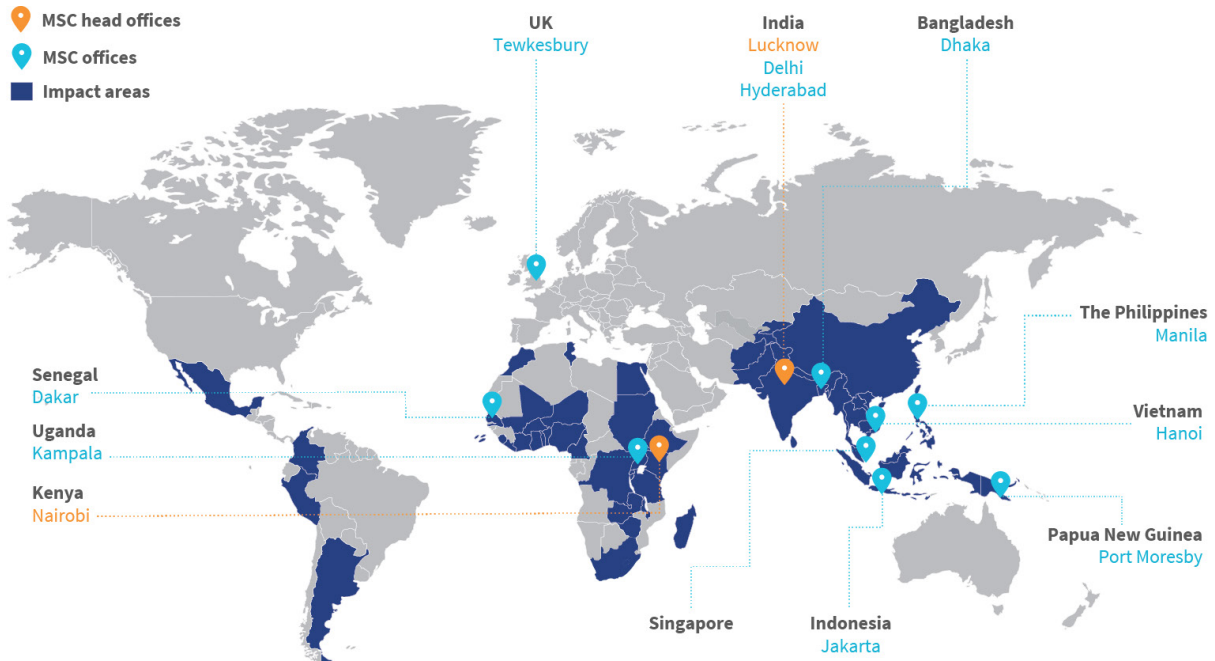 MSC head offices
MSC offices
Impact areas
UK
Tewkesbury
India
Lucknow
Delhi
Hyderabad
Bangladesh
Dhaka
The Philippines
Manila
Senegal
Dakar
Vietnam
Hanoi
Uganda
Kampala
Kenya
Nairobi
Papua New Guinea
Port Moresby
Singapore
Indonesia
Jakarta